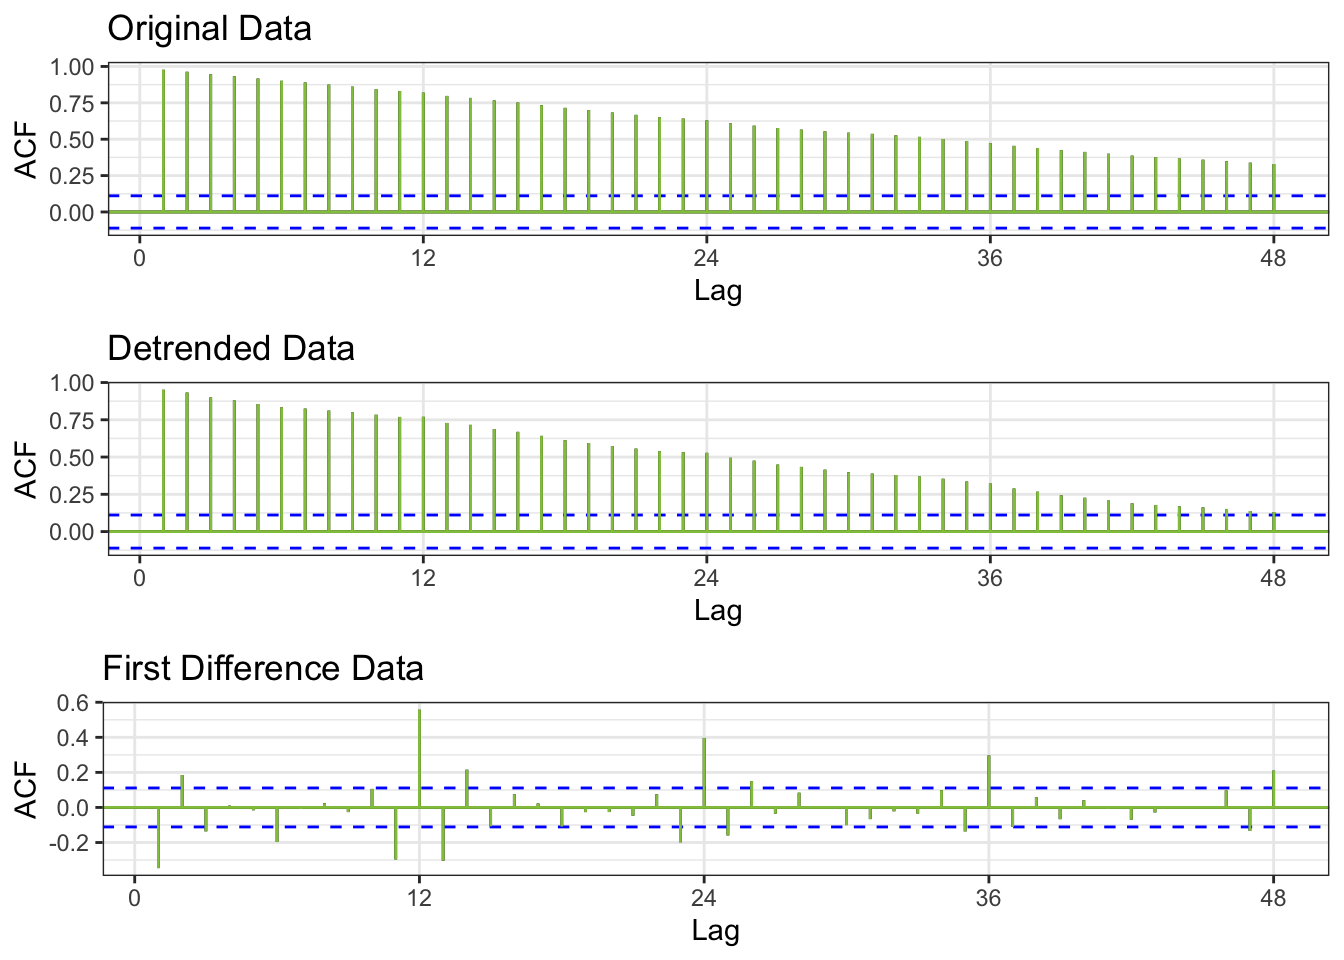 Original Data
1.00
0.75
0.50
0.25
0.00
ACF
0 12 24 36 48
Lag
Detrended Data
1.00
0.75
0.50
0.25
0.00
ACF
0 12 24 36 48
Lag
First Difference Data
0.6
0.4
0.2
0.0
-0.2
ACF
0 12 24 36 48
Lag